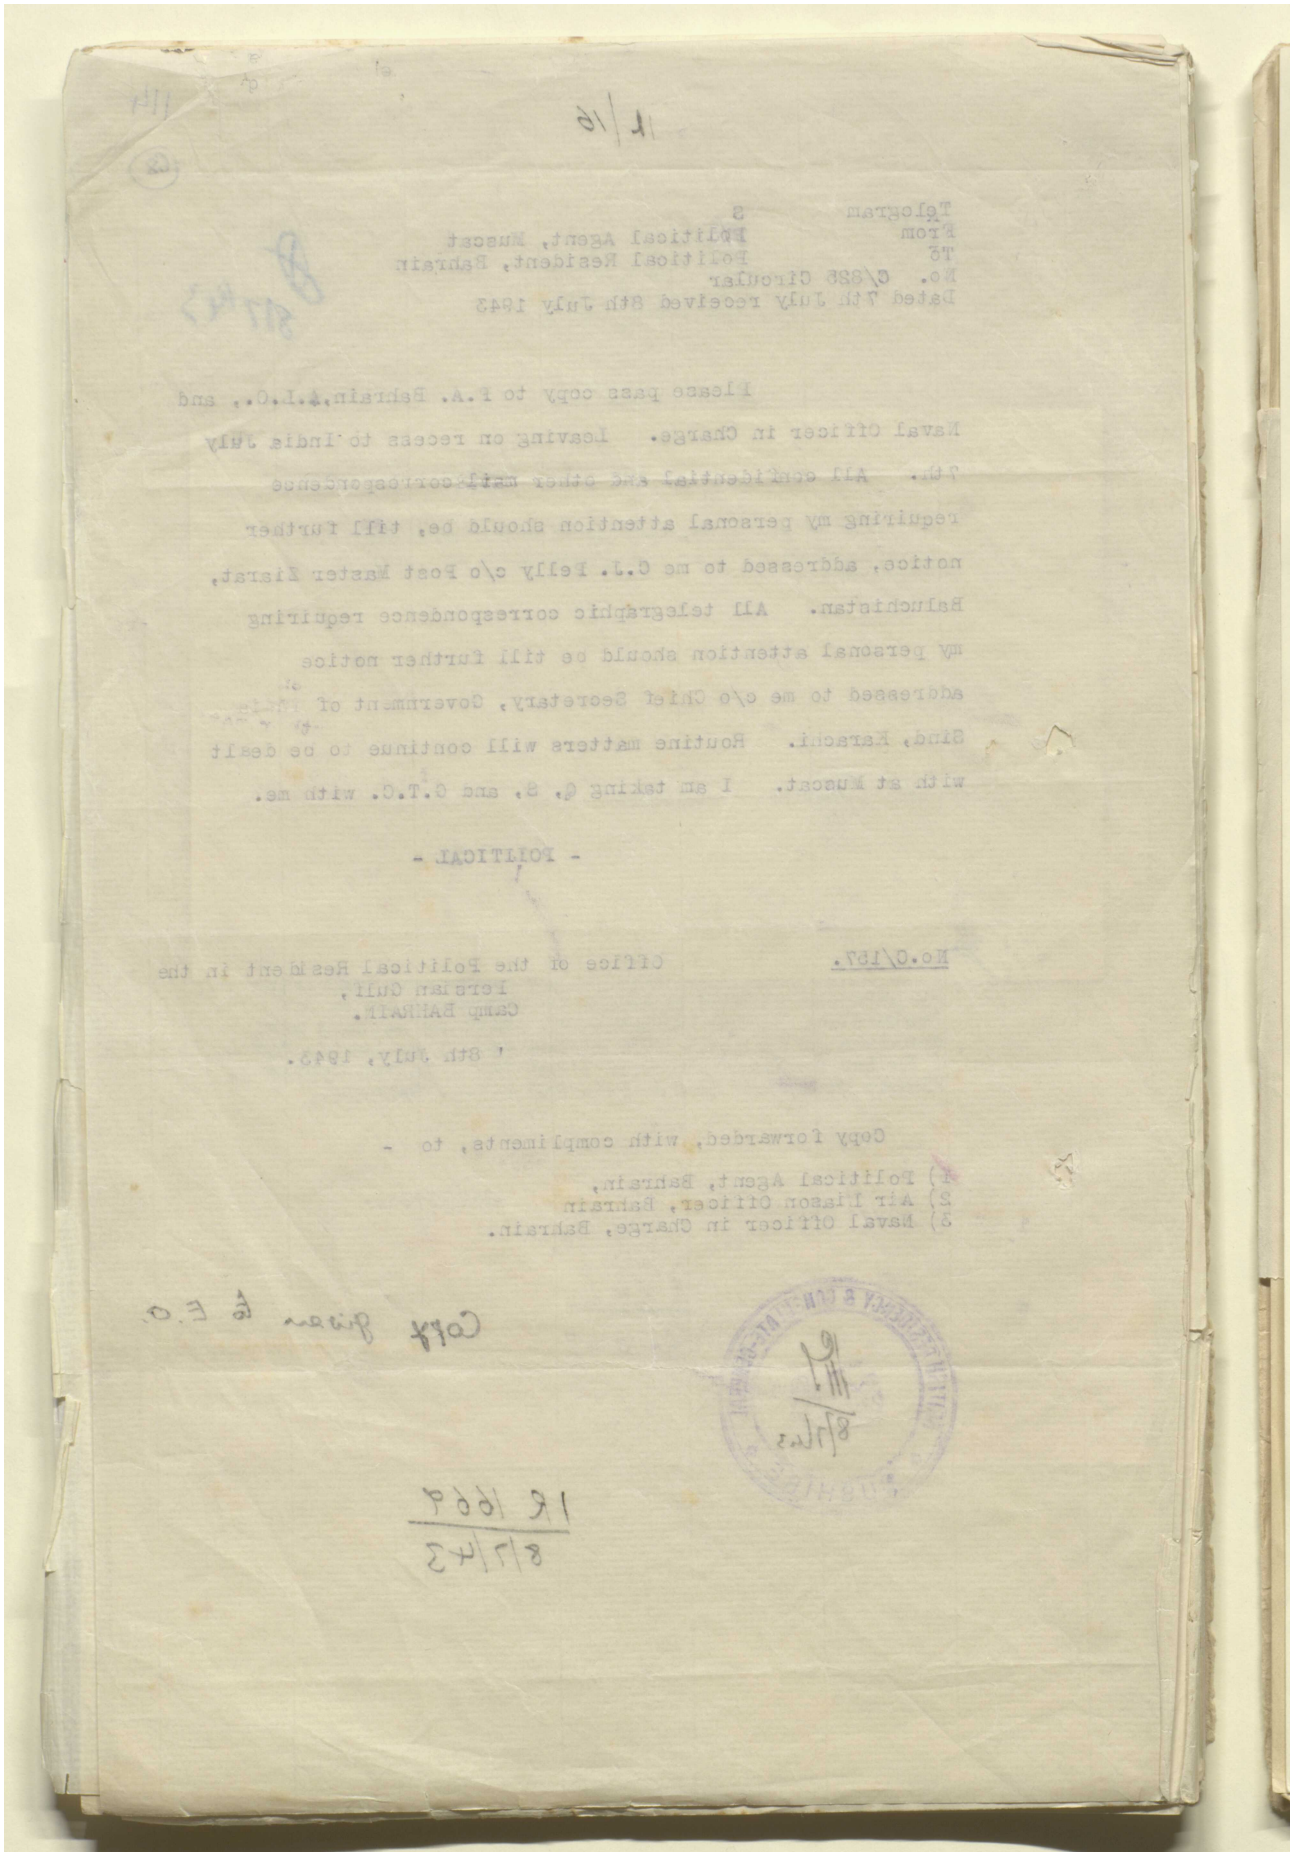 4/16
Telegram S
From Political Agent, Muscat
To Political Resident, Bahrain
No. C/828 Circular
Dated 7th July received 8th July 1943
Please pass copy to P.A. Bahrain, A.L.O., and
Naval Officer in Charge. Leaving on recess to India July
7th. All confidential and other mail correspondence
requiring my personal attention should be, till further
notice, addressed to me C.J. Pelly c/o Post Master Ziarat,
Baluchistan. All telegraphic correspondence requiring
my personal attention should be till further notice
addressed to me c/o Chief Secretary, Government of
Sind, Karachi. Routine matters will continue to be dealt
with at Muscat. I am taking Q, S, and G.T.C. with me.
- POLITICAL -
No.C/157. Office of the Political Resident in the
Persian Gulf,
Camp BAHRAIN.
8th July, 1943.
Copy forwarded, with compliments, to -
1) Political Agent, Bahrain,
2) Air Liason Officer, Bahrain
3) Naval Officer in Charge, Bahrain.
Copy given to E.O.
8/7/43
IR 1669
8/7/43